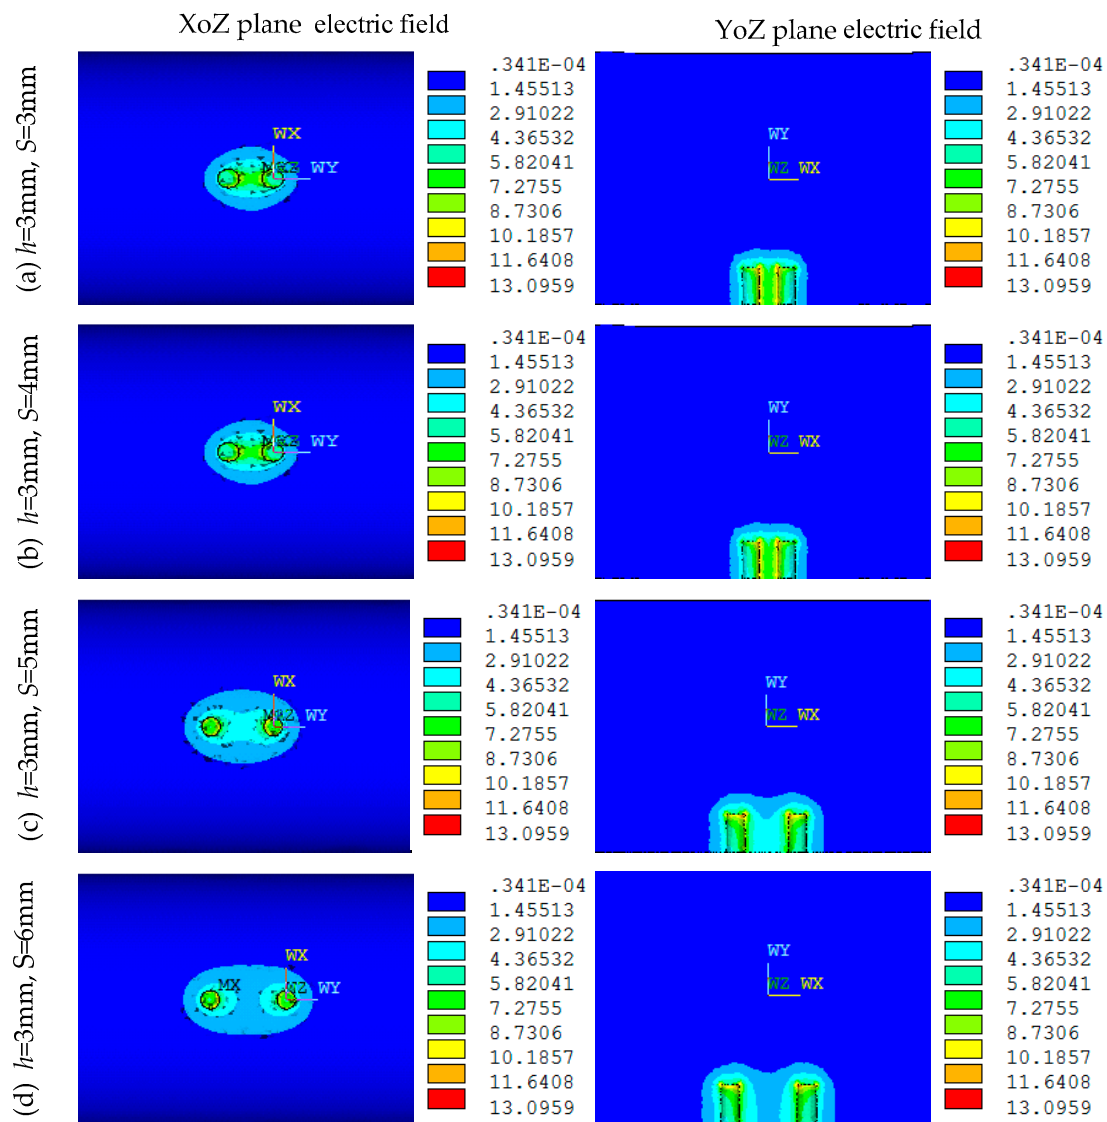 XoZ plane electric field
YoZ plane electric field
(a) h=3mm, S=3mm
WX
WY
.341E-04
1.45513
2.91022
4.36532
5.82041
7.2755
8.7306
10.1857
11.6408
13.0959
WY
WZ WX
.341E-04
1.45513
2.91022
4.36532
5.82041
7.2755
8.7306
10.1857
11.6408
13.0959
(b) h=3mm, S=4mm
WX
WY
.341E-04
1.45513
2.91022
4.36532
5.82041
7.2755
8.7306
10.1857
11.6408
13.0959
WY
WZ WX
.341E-04
1.45513
2.91022
4.36532
5.82041
7.2755
8.7306
10.1857
11.6408
13.0959
(c) h=3mm, S=5mm
WX
WY
.341E-04
1.45513
2.91022
4.36532
5.82041
7.2755
8.7306
10.1857
11.6408
13.0959
WY
WZ WX
.341E-04
1.45513
2.91022
4.36532
5.82041
7.2755
8.7306
10.1857
11.6408
13.0959
(d) h=3mm, S=6mm
WX
MX
WY
.341E-04
1.45513
2.91022
4.36532
5.82041
7.2755
8.7306
10.1857
11.6408
13.0959
WY
WZ WX
.341E-04
1.45513
2.91022
4.36532
5.82041
7.2755
8.7306
10.1857
11.6408
13.0959